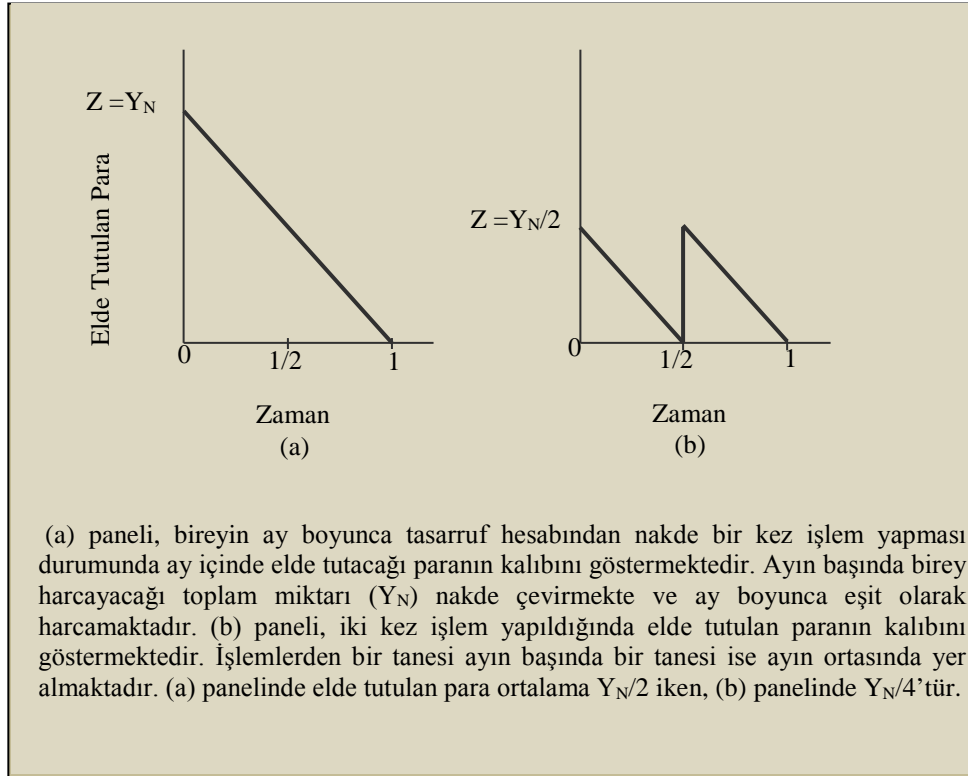 Z =Y_N
Elde Tutulan Para
0
1/2
1
Zaman
(a)
Z =Y_N/2
0
1/2
1
Zaman
(b)
(a) paneli, bireyin ay boyunca tasarruf hesabından nakde bir kez işlem yapması
durumunda ay içinde elde tutacağı paranın kalıbını göstermektedir. Ayın başında birey
harcayacağı toplam miktarı (Y_N) nakde çevirmekte ve ay boyunca eşit olarak
harcamaktadır. (b) paneli, iki kez işlem yapıldığında elde tutulan paranın kalıbını
göstermektedir. İşlemlerden bir tanesi ayın başında bir tanesi ise ayın ortasında yer
almaktadır. (a) panelinde elde tutulan para ortalama Y_N/2 iken, (b) panelinde Y_N/4’tür.